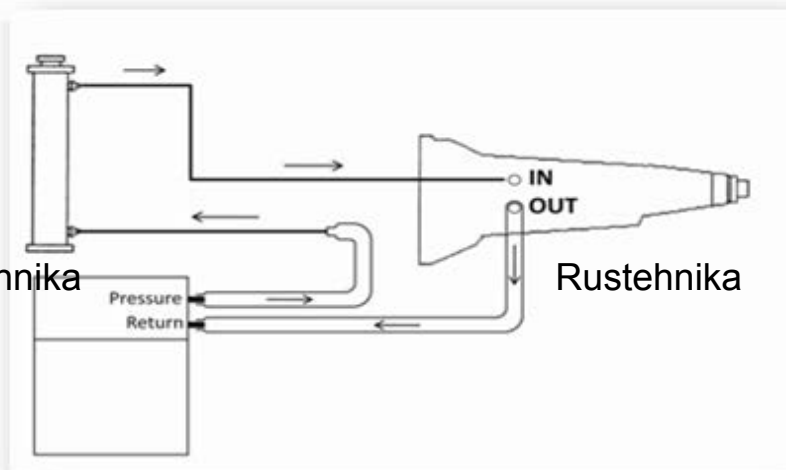 IN
OUT
hnika
Rustehnika
Pressure
Return